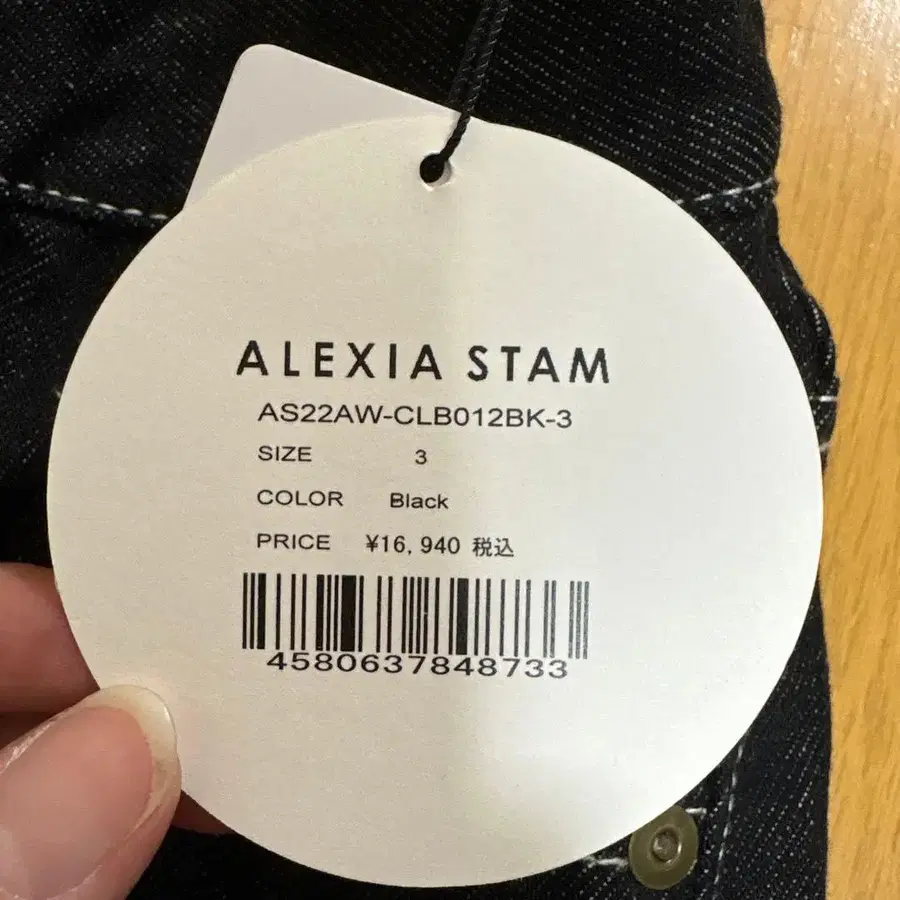 ALEXIA STAM
AS22AW-CLB012BK-3
SIZE 3
COLOR Black
PRICE ¥16,940 税込
4580637848733